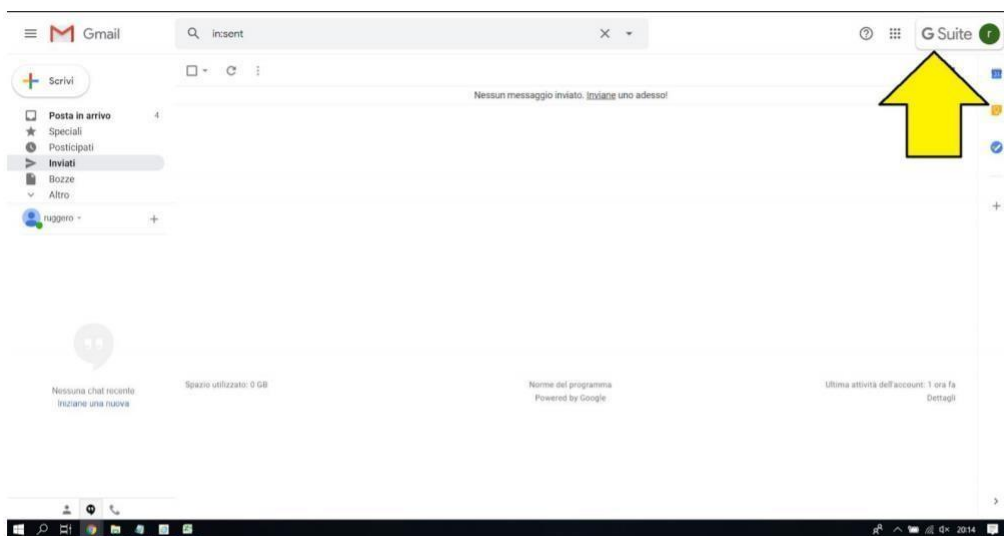 Gmail
in:sent
G Suite
r
Scrivi
Nessun messaggio inviato. Inviane uno adesso!
Posta in arrivo 4
Speciali
Posticipati
Inviati
Bozze
Altro
ruggero
Nessuna chat recente
Iniziane una nuova
Spazio utilizzato: 0 GB
Norme del programma
Powered by Google
Ultima attività dell'account: 1 ora fa
Dettagli
20:14